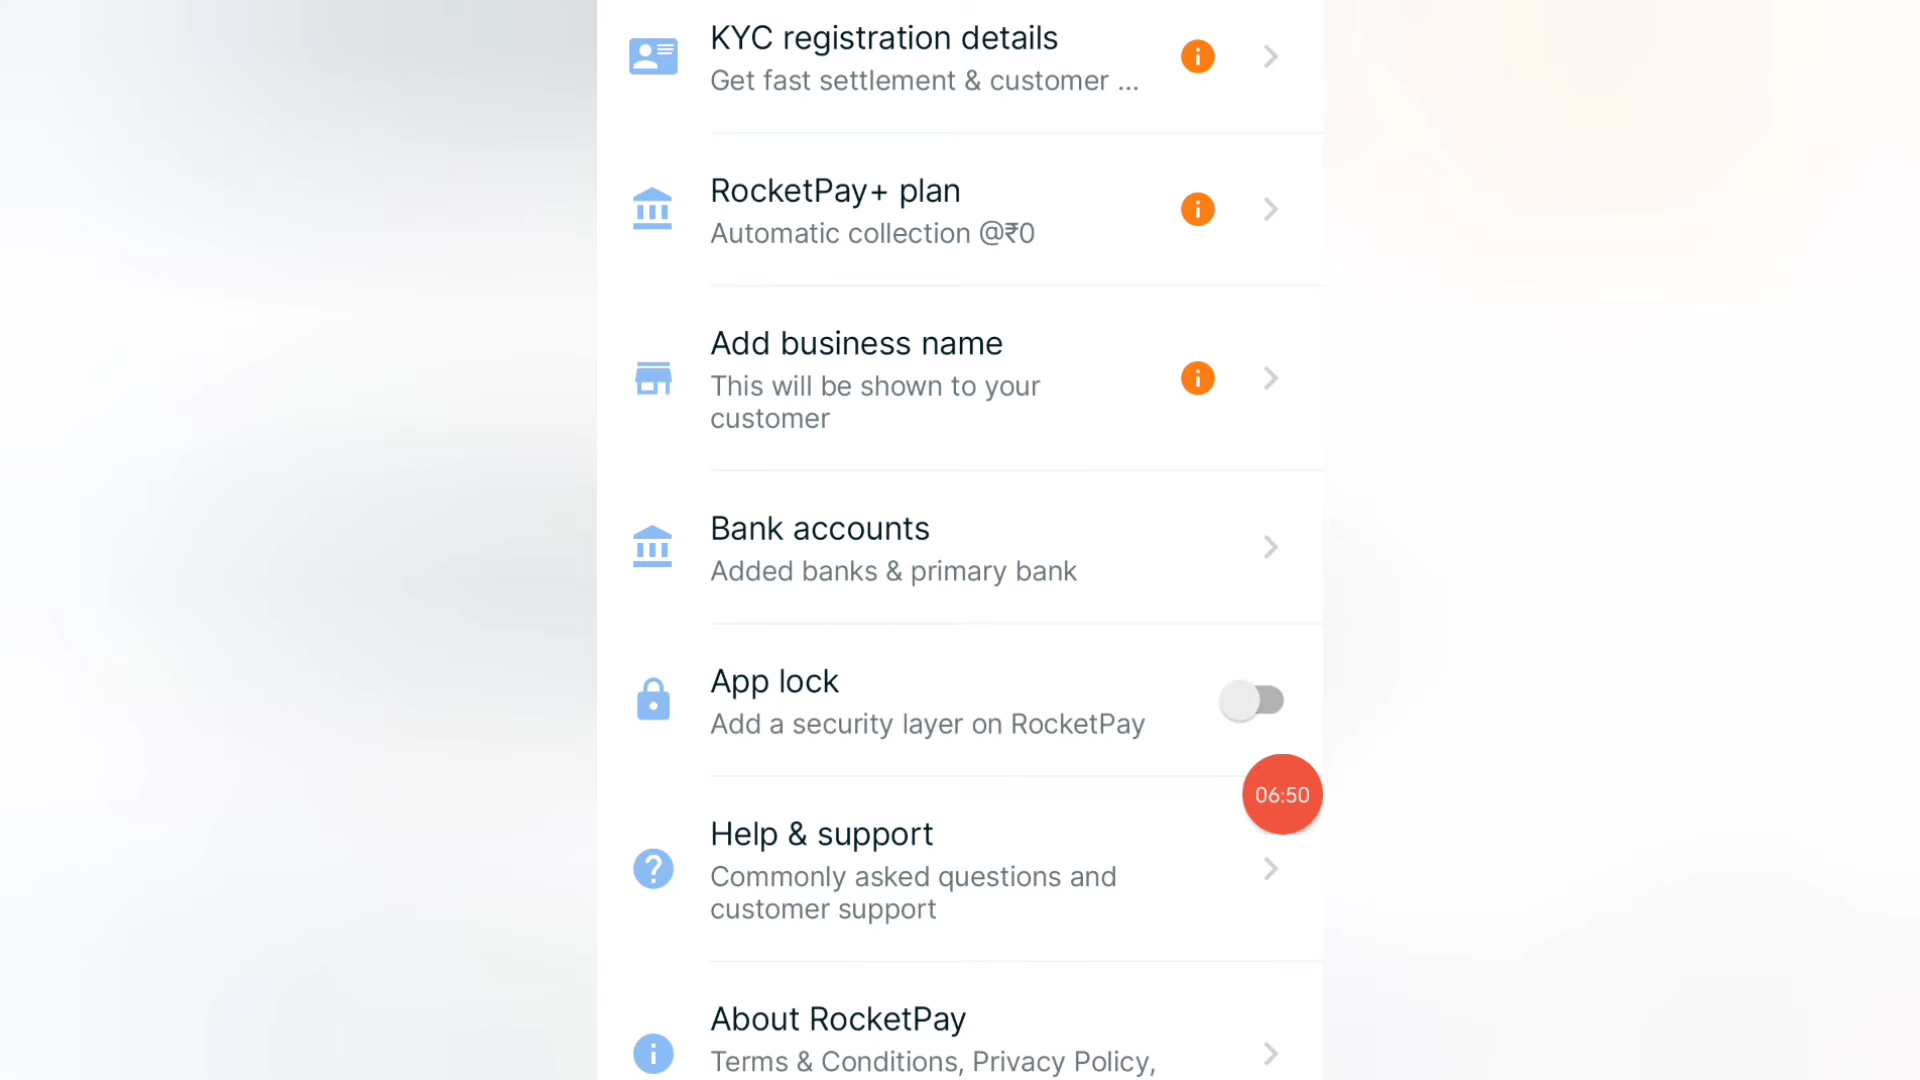 KYC registration details
Get fast settlement & customer ...
RocketPay+ plan
Automatic collection @₹0
Add business name
This will be shown to your
customer
Bank accounts
Added banks & primary bank
App lock
Add a security layer on RocketPay
06:50
Help & support
Commonly asked questions and
customer support
About RocketPay
Terms & Conditions, Privacy Policy,